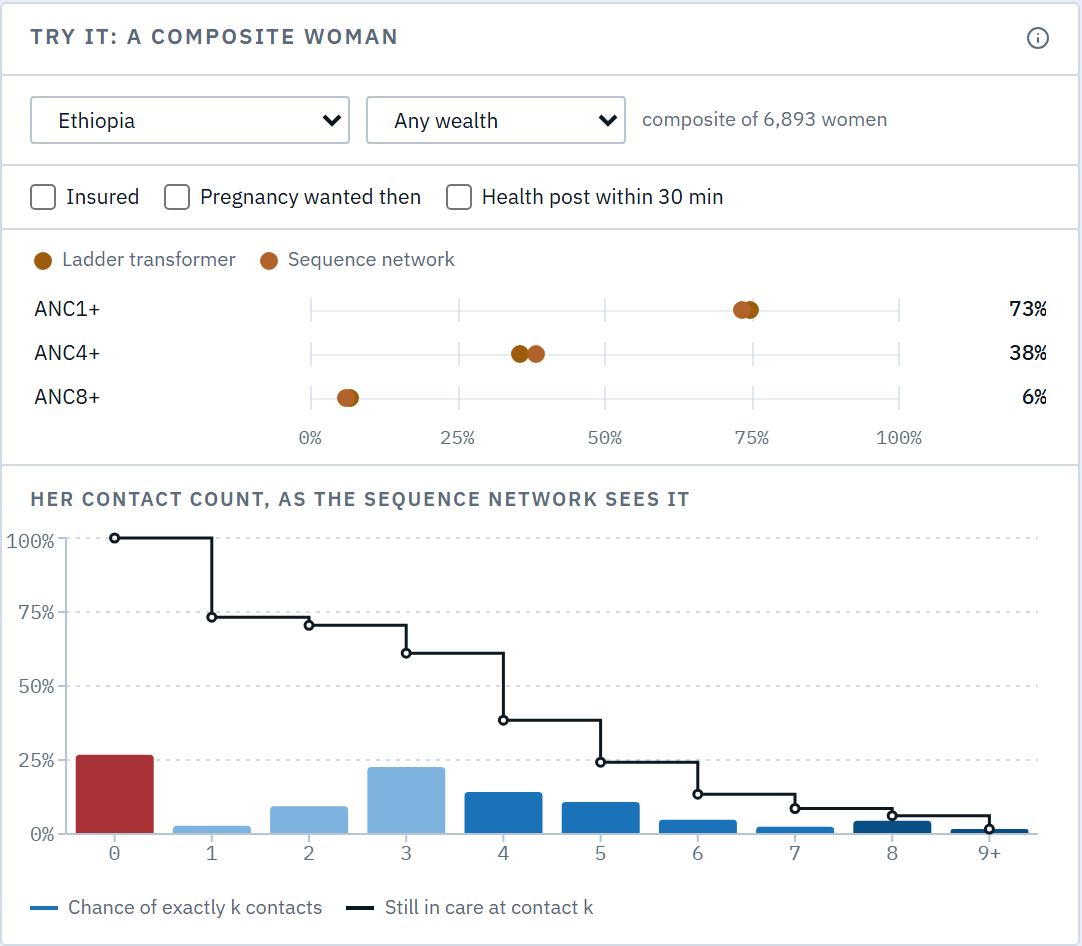 TRY IT: A COMPOSITE WOMAN
Ethiopia Any wealth composite of 6,893 women
Insured Pregnancy wanted then Health post within 30 min
Ladder transformer Sequence network
ANC1+ 73%
ANC4+ 38%
ANC8+ 6%
0% 25% 50% 75% 100%
HER CONTACT COUNT, AS THE SEQUENCE NETWORK SEES IT
100%
75%
50%
25%
0%
0 1 2 3 4 5 6 7 8 9+
Chance of exactly k contacts Still in care at contact k